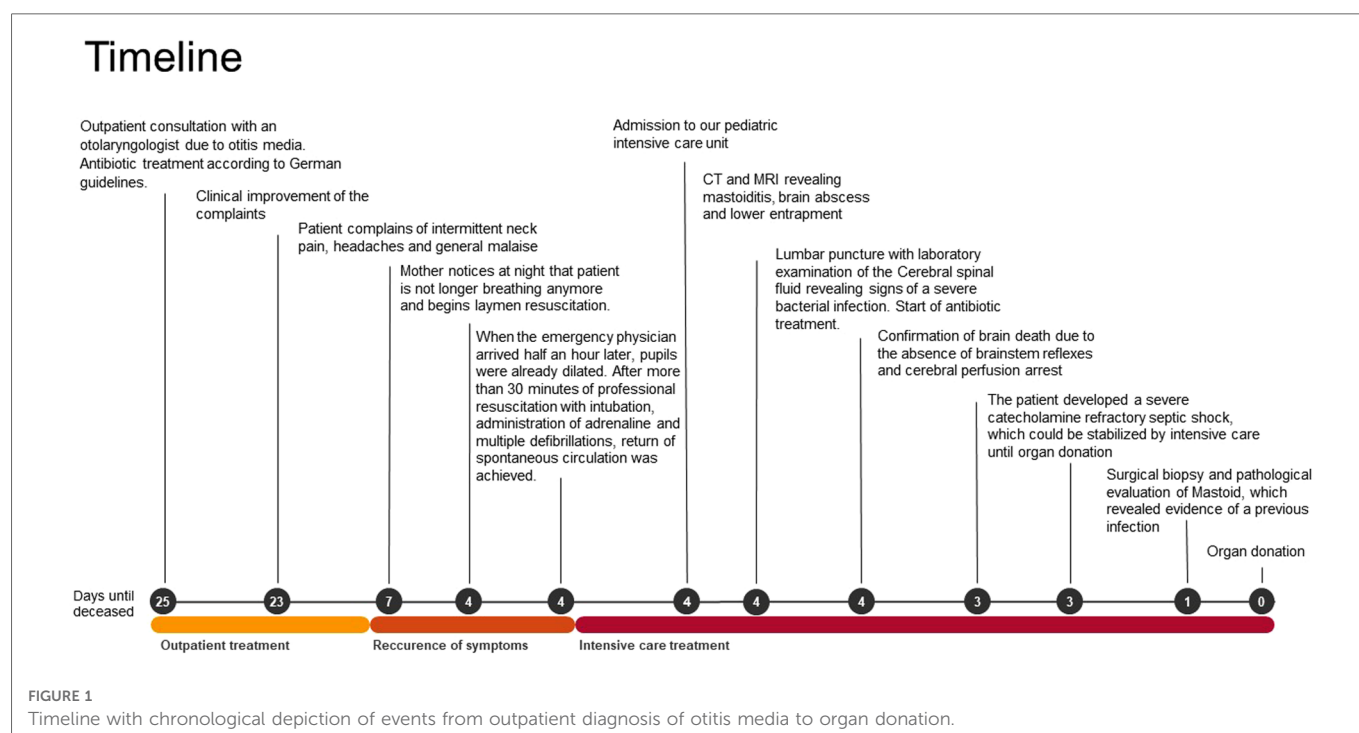 Timeline
Outpatient consultation with an
otolaryngologist due to otitis media.
Antibiotic treatment according to German
guidelines.
Clinical improvement of the
complaints
Patient complains of intermittent neck
pain, headaches and general malaise
Mother notices at night that patient
is not longer breathing anymore
and begins laymen resuscitation.
When the emergency physician
arrived half an hour later, pupils
were already dilated. After more
than 30 minutes of professional
resuscitation with intubation,
administration of adrenaline and
multiple defibrillations, return of
spontaneous circulation was
achieved.
Admission to our pediatric
intensive care unit
CT and MRI revealing
mastoiditis, brain abscess
and lower entrapment
Lumbar puncture with laboratory
examination of the Cerebral spinal
fluid revealing signs of a severe
bacterial infection. Start of antibiotic
treatment.
Confirmation of brain death due to
the absence of brainstem reflexes
and cerebral perfusion arrest
The patient developed a severe
catecholamine refractory septic shock,
which could be stabilized by intensive care
until organ donation
Surgical biopsy and pathological
evaluation of Mastoid, which
revealed evidence of a previous
infection
Organ donation
Days until
deceased
25 23 7 4 4 4 4 4 3 3 1 0
Outpatient treatment
Reccurence of symptoms
Intensive care treatment
FIGURE 1
Timeline with chronological depiction of events from outpatient diagnosis of otitis media to organ donation.